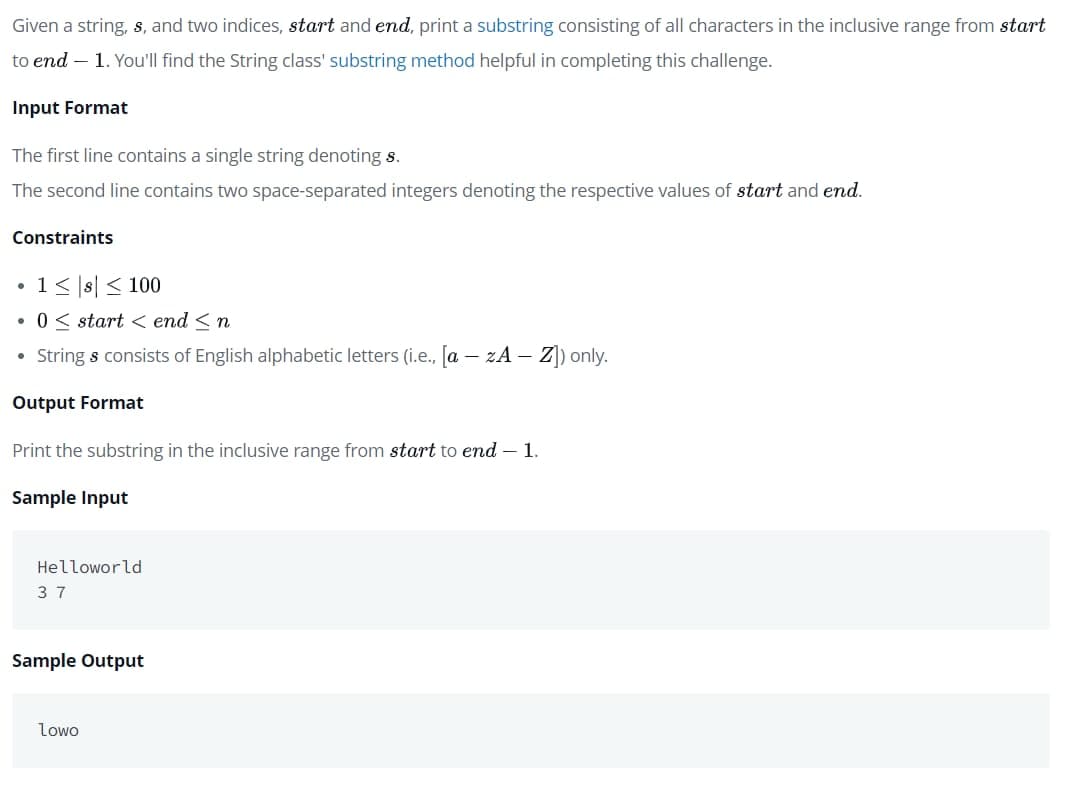 Given a string, s, and two indices, start and end, print a substring consisting of all characters in the inclusive range from start
to end − 1. You'll find the String class' substring method helpful in completing this challenge.
Input Format
The first line contains a single string denoting s.
The second line contains two space-separated integers denoting the respective values of start and end.
Constraints
• 1 ≤ |s| ≤ 100
• 0 ≤ start < end ≤ n
• String s consists of English alphabetic letters (i.e., [a − zA − Z]) only.
Output Format
Print the substring in the inclusive range from start to end − 1.
Sample Input
Helloworld
3 7
Sample Output
lowo